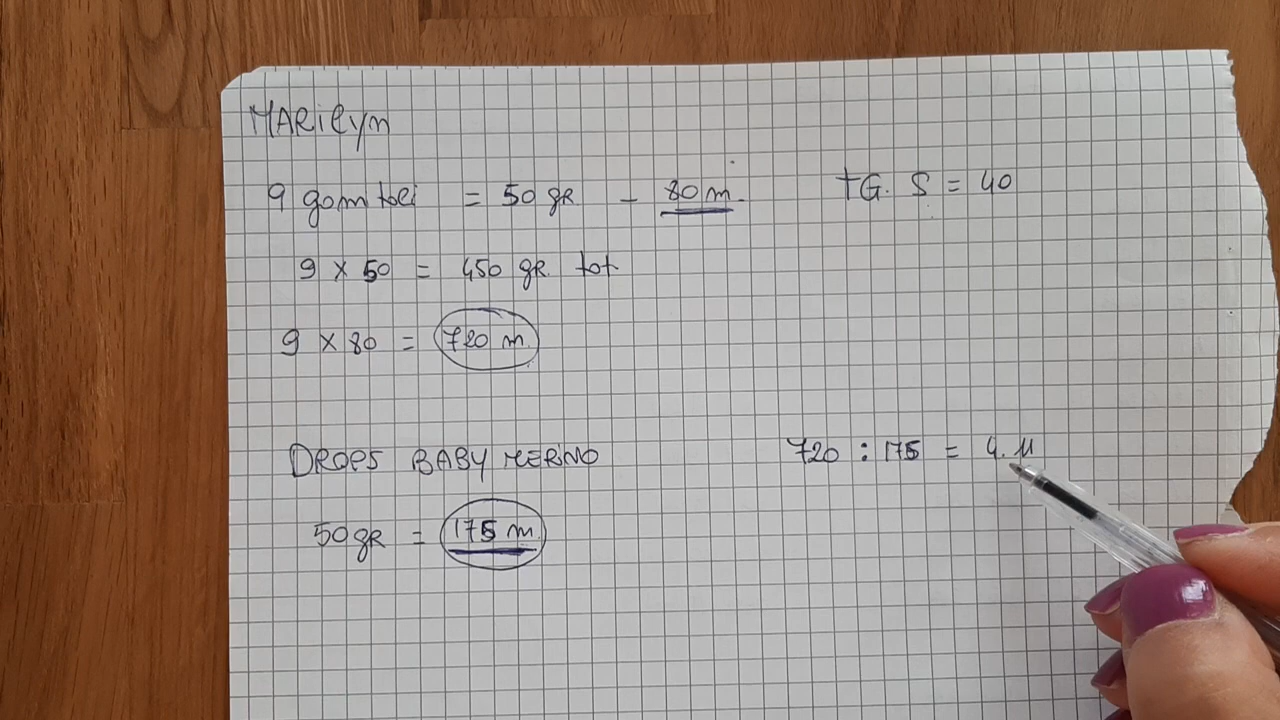 MARilyn
9 gomitoli = 50 gr - 80 m. TG. S = 40
9 x 50 = 450 gr. tot
9 x 80 = 720 m.
DROPS BABY MERINO 720 : 175 = 4.11
50 gr = 175 m